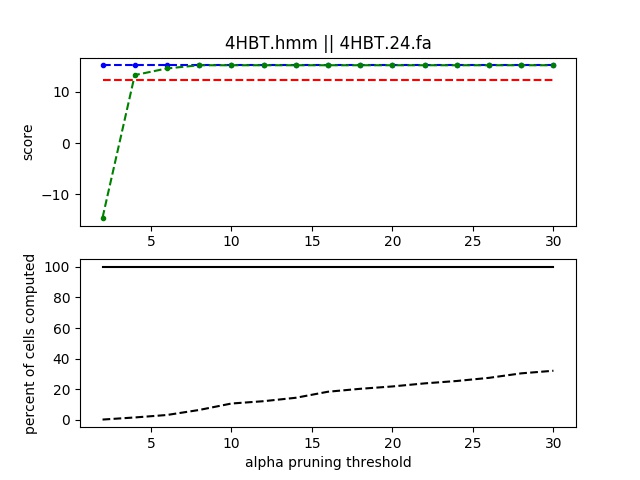 4HBT.hmm || 4HBT.24.fa
score
10
0
−10
5 10 15 20 25 30
percent of cells computed
100
80
60
40
20
0
5 10 15 20 25 30
alpha pruning threshold